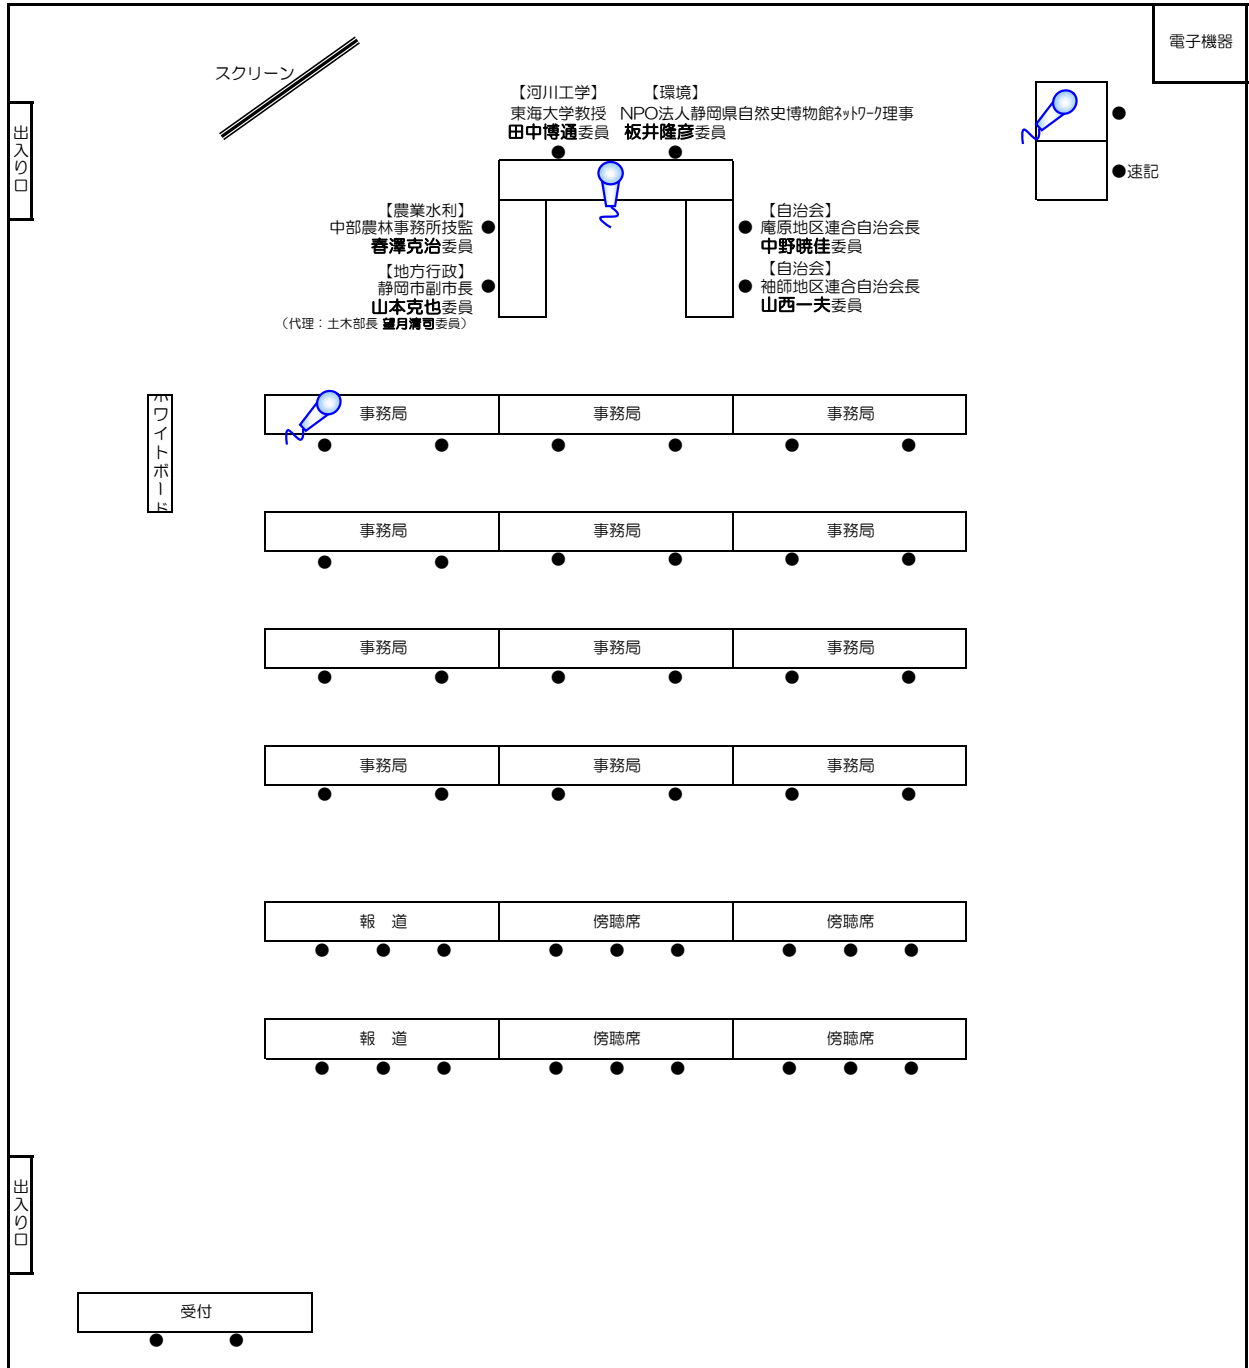 電子機器
スクリーン
出入り口
【河川工学】 【環境】
東海大学教授 NPO法人静岡県自然史博物館ネットワーク理事
田中博通委員 板井隆彦委員
速記
【農業水利】
中部農林事務所技監
春澤克治委員
【地方行政】
静岡市副市長
山本克也委員
(代理:土木部長 望月清司委員)
【自治会】
庵原地区連合自治会長
中野暁佳委員
【自治会】
袖師地区連合自治会長
山西一夫委員
ホワイトボード
事務局 事務局 事務局
事務局 事務局 事務局
事務局 事務局 事務局
事務局 事務局 事務局
報 道 傍聴席 傍聴席
報 道 傍聴席 傍聴席
出入り口
受付